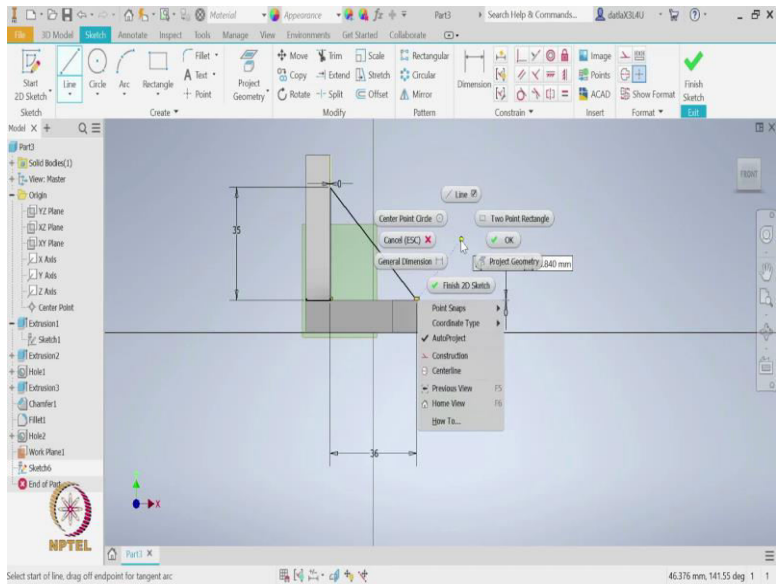 Material
Appearance
Part3
Search Help & Commands...
datlaX3L4U
File 3D Model Sketch Annotate Inspect Tools Manage View Environments Get Started Collaborate
Start 2D Sketch
Line
Circle
Arc
Rectangle
Fillet
Text
Point
Project Geometry
Move Trim Scale
Copy Extend Stretch
Rotate Split Offset
Rectangular
Circular
Mirror
Dimension
Image
Points
ACAD
Show Format
Finish Sketch
Sketch Create Modify Pattern Constrain Insert Format Exit
Model
FRONT
Part3
Solid Bodies(1)
View: Master
Origin
YZ Plane
XZ Plane
XY Plane
X Axis
Y Axis
Z Axis
Center Point
Extrusion1
Sketch1
Extrusion2
Hole1
Extrusion3
Chamfer1
Fillet1
Hole2
Work Plane1
Sketch6
End of Part
0
35
36
Line
Center Point Circle
Two Point Rectangle
Cancel (ESC)
OK
General Dimension
Project Geometry
.840 mm
Finish 2D Sketch
Point Snaps
Coordinate Type
AutoProject
Construction
Centerline
Previous View F5
Home View F6
How To...
X
NPTEL
Part3
Select start of line, drag off endpoint for tangent arc
46.376 mm, 141.55 deg 1 1